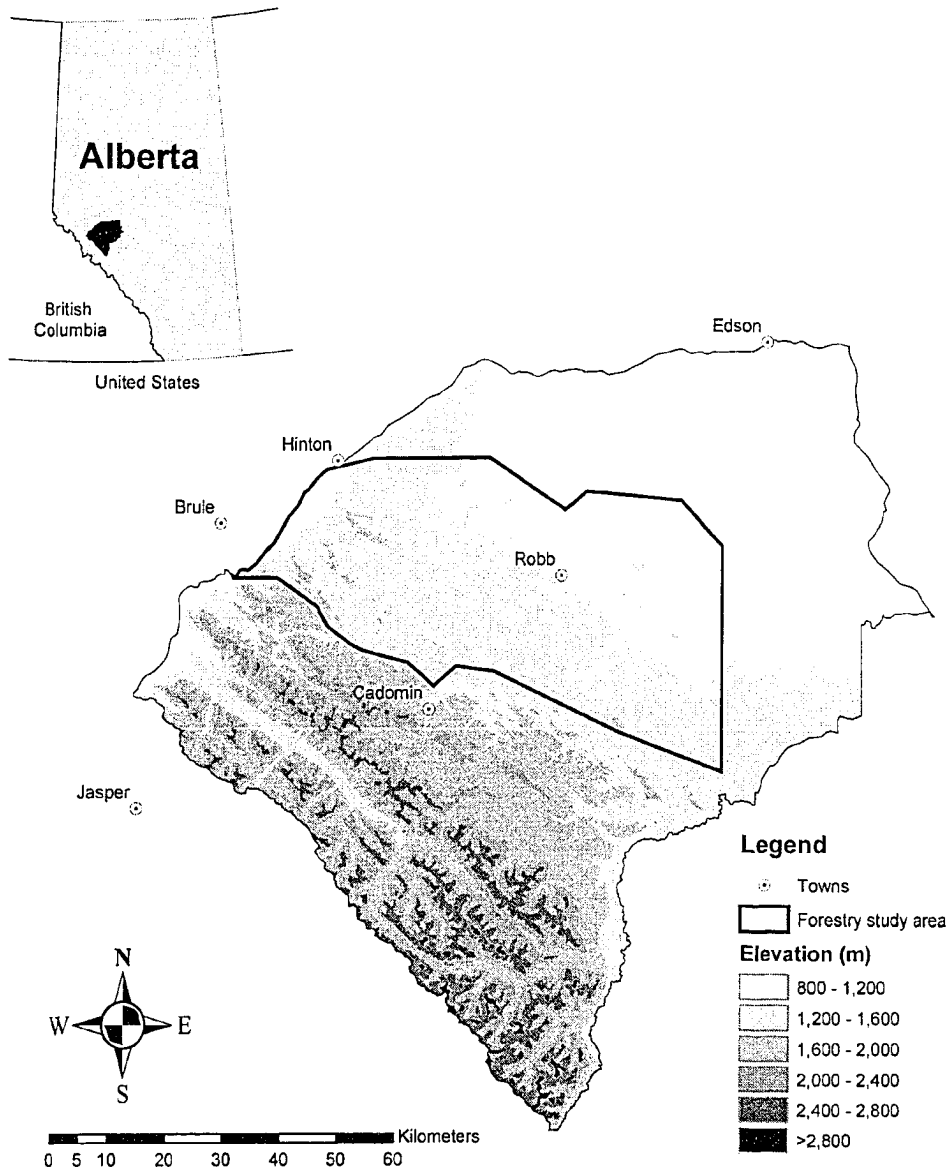 Alberta
British
Columbia
United States
Edson
Hinton
Brule
Robb
Cadomin
Jasper
N
W E
S
Kilometers
0 5 10 20 30 40 50 60
Legend
Towns
Forestry study area
Elevation (m)
800 - 1,200
1,200 - 1,600
1,600 - 2,000
2,000 - 2,400
2,400 - 2,800
>2,800